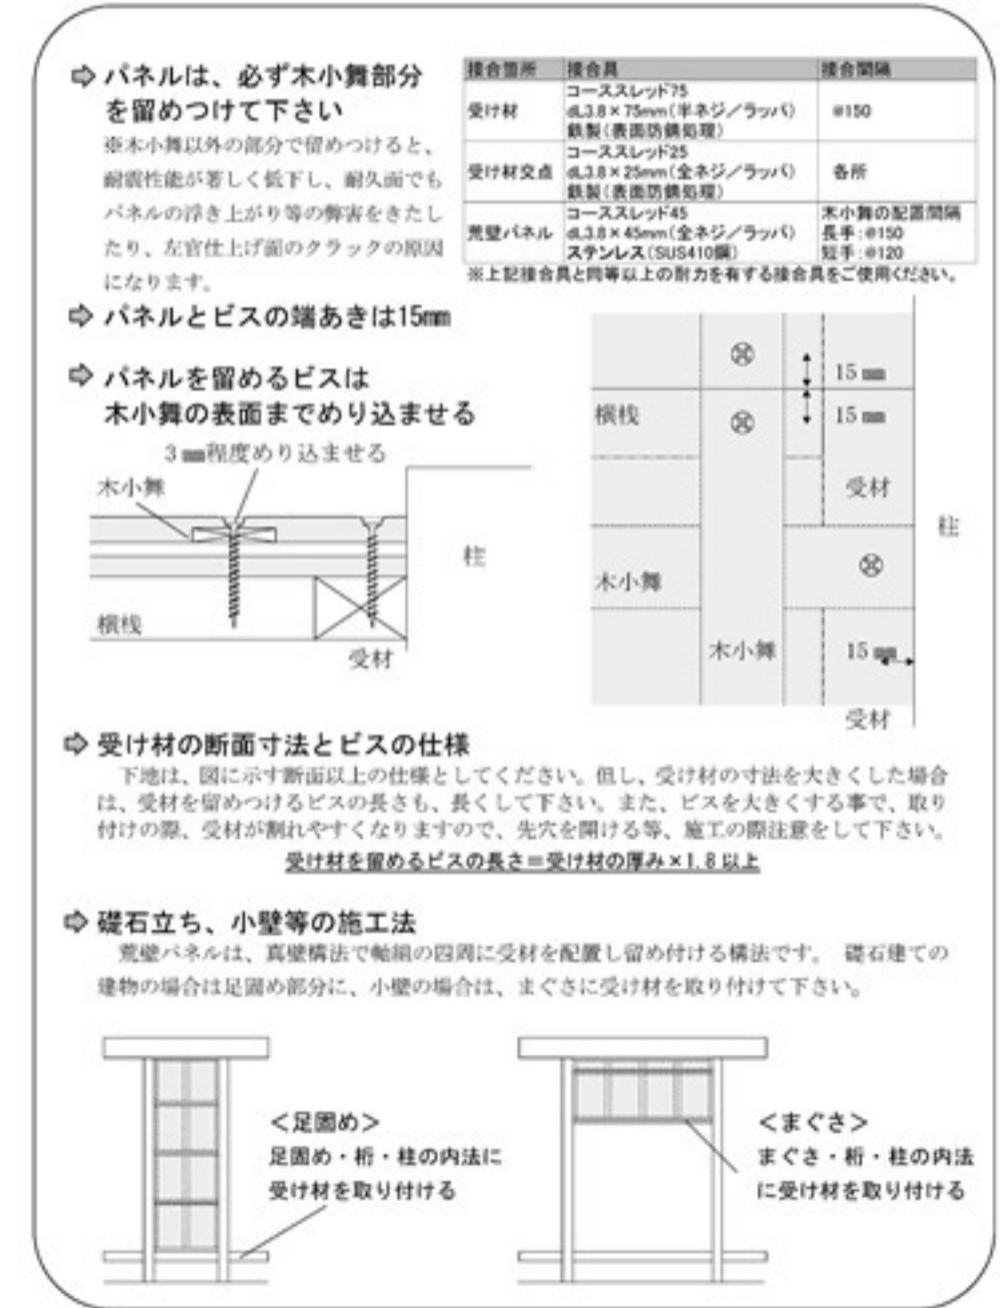 ⇨ パネルは、必ず木小舞部分
を留めつけて下さい
※木小舞以外の部分で留めつけると、
耐震性能が著しく低下し、耐久面でも
パネルの浮き上がり等の弊害をきたし
たり、左官仕上げ面のクラックの原因
になります。
接合箇所 接合具 接合間隔
受け材 コーススレッド75 @150
dL3.8×75mm(半ネジ／ラッパ)
鉄製(表面防錆処理)
受け材交点 コーススレッド25 各所
dL3.8×25mm(全ネジ／ラッパ)
鉄製(表面防錆処理)
荒壁パネル コーススレッド45 木小舞の配置間隔
dL3.8×45mm(全ネジ／ラッパ) 長手:@150
ステンレス(SUS410鋼) 短手:@120
※上記接合具と同等以上の耐力を有する接合具をご使用ください。
⇨ パネルとビスの端あきは15㎜
⇨ パネルを留めるビスは
木小舞の表面までめり込ませる
3㎜程度めり込ませる
木小舞
柱
横桟
受材
15㎜
横桟
15㎜
受材
柱
木小舞
木小舞
15㎜
受材
⇨ 受け材の断面寸法とビスの仕様
下地は、図に示す断面以上の仕様としてください。但し、受け材の寸法を大きくした場合
は、受材を留めつけるビスの長さも、長くして下さい。また、ビスを大きくする事で、取り
付けの際、受材が割れやすくなりますので、先穴を開ける等、施工の際注意をして下さい。
受け材を留めるビスの長さ＝受け材の厚み×1.8以上
⇨ 礎石立ち、小壁等の施工法
荒壁パネルは、真壁構法で軸組の四周に受材を配置し留め付ける構法です。 礎石建ての
建物の場合は足固め部分に、小壁の場合は、まぐさに受け材を取り付けて下さい。
＜足固め＞
足固め・桁・柱の内法に
受け材を取り付ける
＜まぐさ＞
まぐさ・桁・柱の内法
に受け材を取り付ける